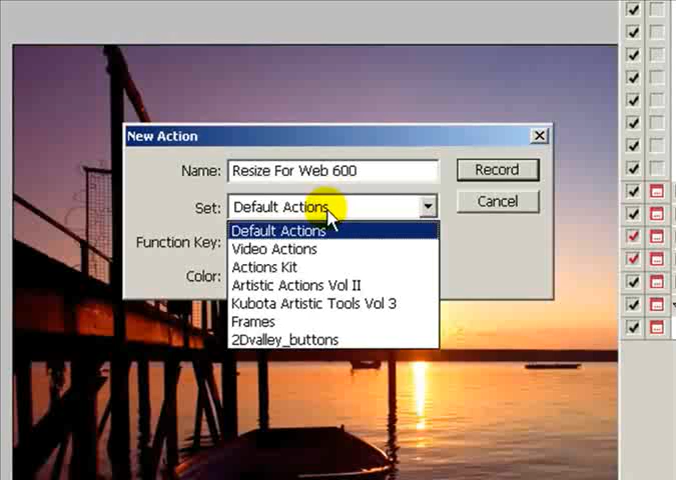 New Action
Name: Resize For Web 600 Record
Set: Default Actions Cancel
Default Actions
Function Key: Video Actions
Actions Kit
Color: Artistic Actions Vol II
Kubota Artistic Tools Vol 3
Frames
2Dvalley_buttons